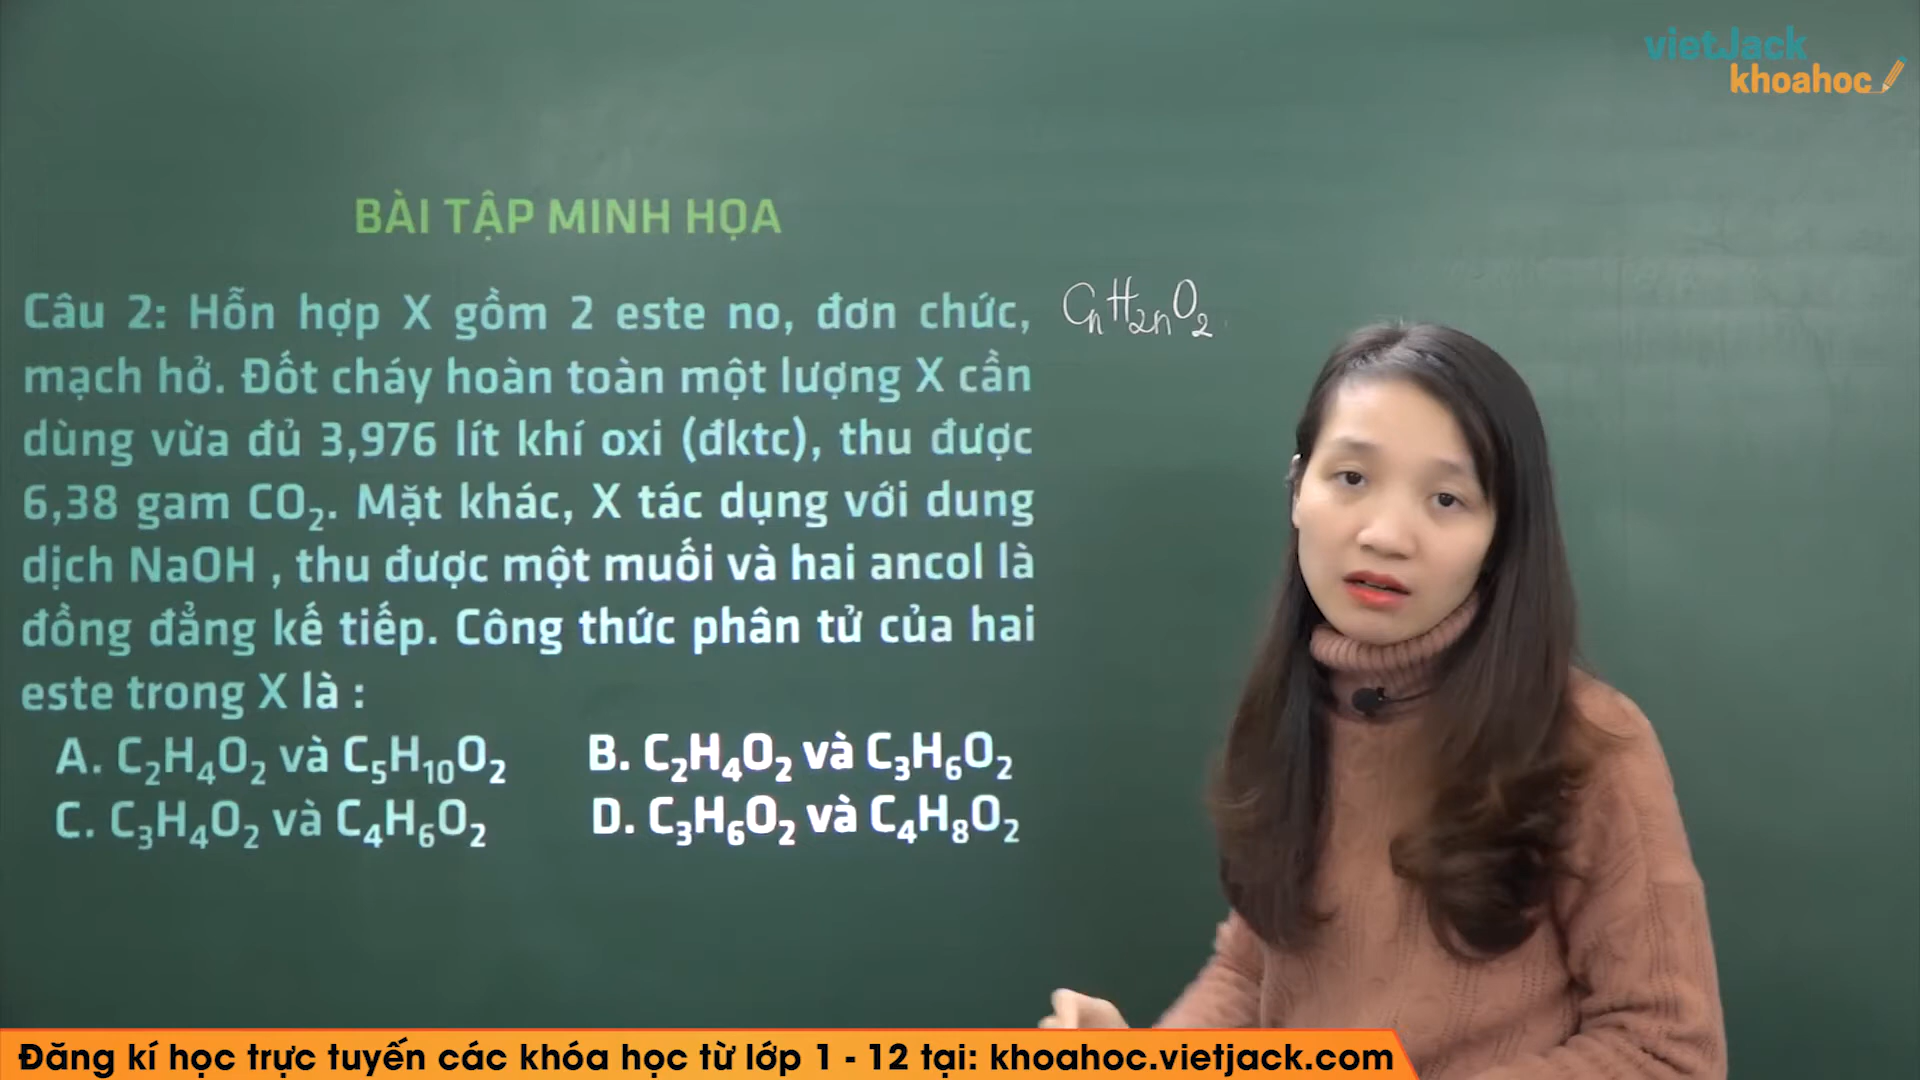 vietJack
khoahoc
BÀI TẬP MINH HỌA
Câu 2: Hỗn hợp X gồm 2 este no, đơn chức,
mạch hở. Đốt cháy hoàn toàn một lượng X cần
dùng vừa đủ 3,976 lít khí oxi (đktc), thu được
6,38 gam CO₂. Mặt khác, X tác dụng với dung
dịch NaOH , thu được một muối và hai ancol là
đồng đẳng kế tiếp. Công thức phân tử của hai
este trong X là :
A. C₂H₄O₂ và C₅H₁₀O₂ B. C₂H₄O₂ và C₃H₆O₂
C. C₃H₄O₂ và C₄H₆O₂ D. C₃H₆O₂ và C₄H₈O₂
CₙH₂ₙO₂
Đăng kí học trực tuyến các khóa học từ lớp 1 - 12 tại: khoahoc.vietjack.com